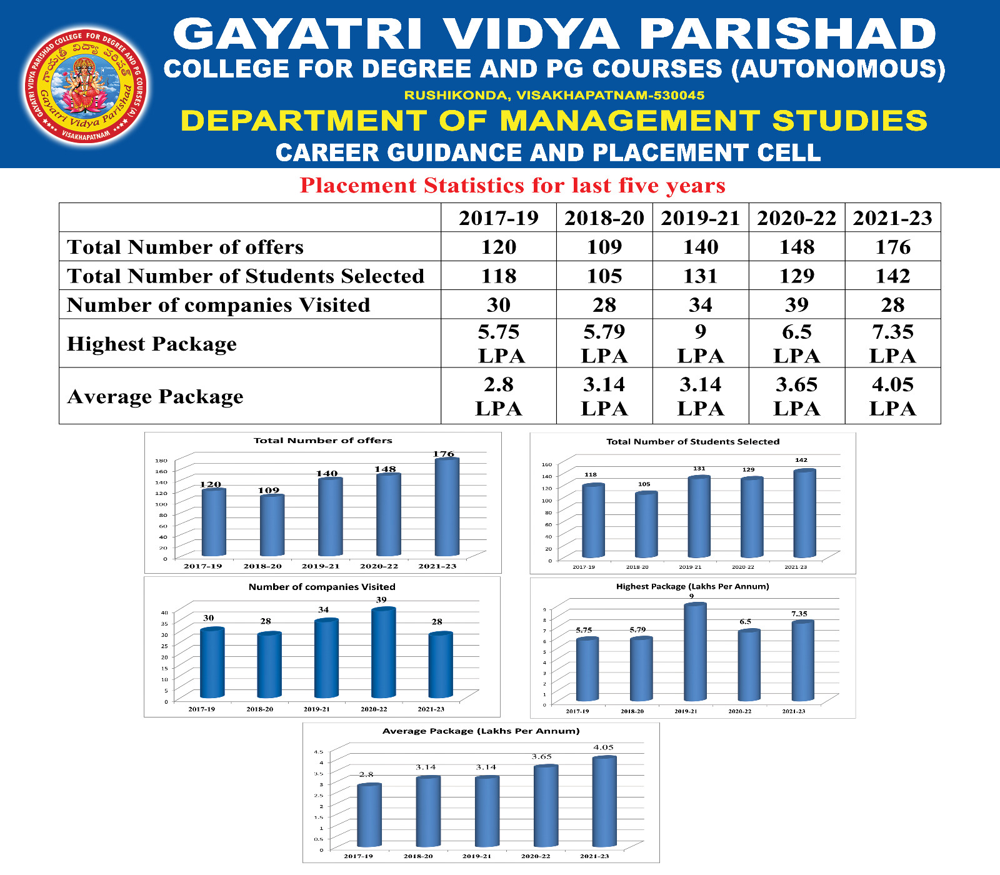 GAYATRI VIDYA PARISHAD
COLLEGE FOR DEGREE AND PG COURSES (AUTONOMOUS)
RUSHIKONDA, VISAKHAPATNAM-530045
DEPARTMENT OF MANAGEMENT STUDIES
CAREER GUIDANCE AND PLACEMENT CELL
GAYATRI VIDYA PARISHAD COLLEGE FOR DEGREE AND PG COURSES (A)
గాయత్రీ విద్యా పరిషత్
Gayatri Vidya Parishad
VISAKHAPATNAM
Placement Statistics for last five years
2017-19 2018-20 2019-21 2020-22 2021-23
Total Number of offers 120 109 140 148 176
Total Number of Students Selected 118 105 131 129 142
Number of companies Visited 30 28 34 39 28
Highest Package 5.75 LPA 5.79 LPA 9 LPA 6.5 LPA 7.35 LPA
Average Package 2.8 LPA 3.14 LPA 3.14 LPA 3.65 LPA 4.05 LPA
Total Number of offers
180
160
140
120
100
80
60
40
20
0
120 109 140 148 176
2017-19 2018-20 2019-21 2020-22 2021-23
Total Number of Students Selected
160
140
120
100
80
60
40
20
0
118 105 131 129 142
2017-19 2018-20 2019-21 2020-22 2021-23
Number of companies Visited
40
35
30
25
20
15
10
5
0
30 28 34 39 28
2017-19 2018-20 2019-21 2020-22 2021-23
Highest Package (Lakhs Per Annum)
9
8
7
6
5
4
3
2
1
0
5.75 5.79 9 6.5 7.35
2017-19 2018-20 2019-21 2020-22 2021-23
Average Package (Lakhs Per Annum)
4.5
4
3.5
3
2.5
2
1.5
1
0.5
0
2.8 3.14 3.14 3.65 4.05
2017-19 2018-20 2019-21 2020-22 2021-23